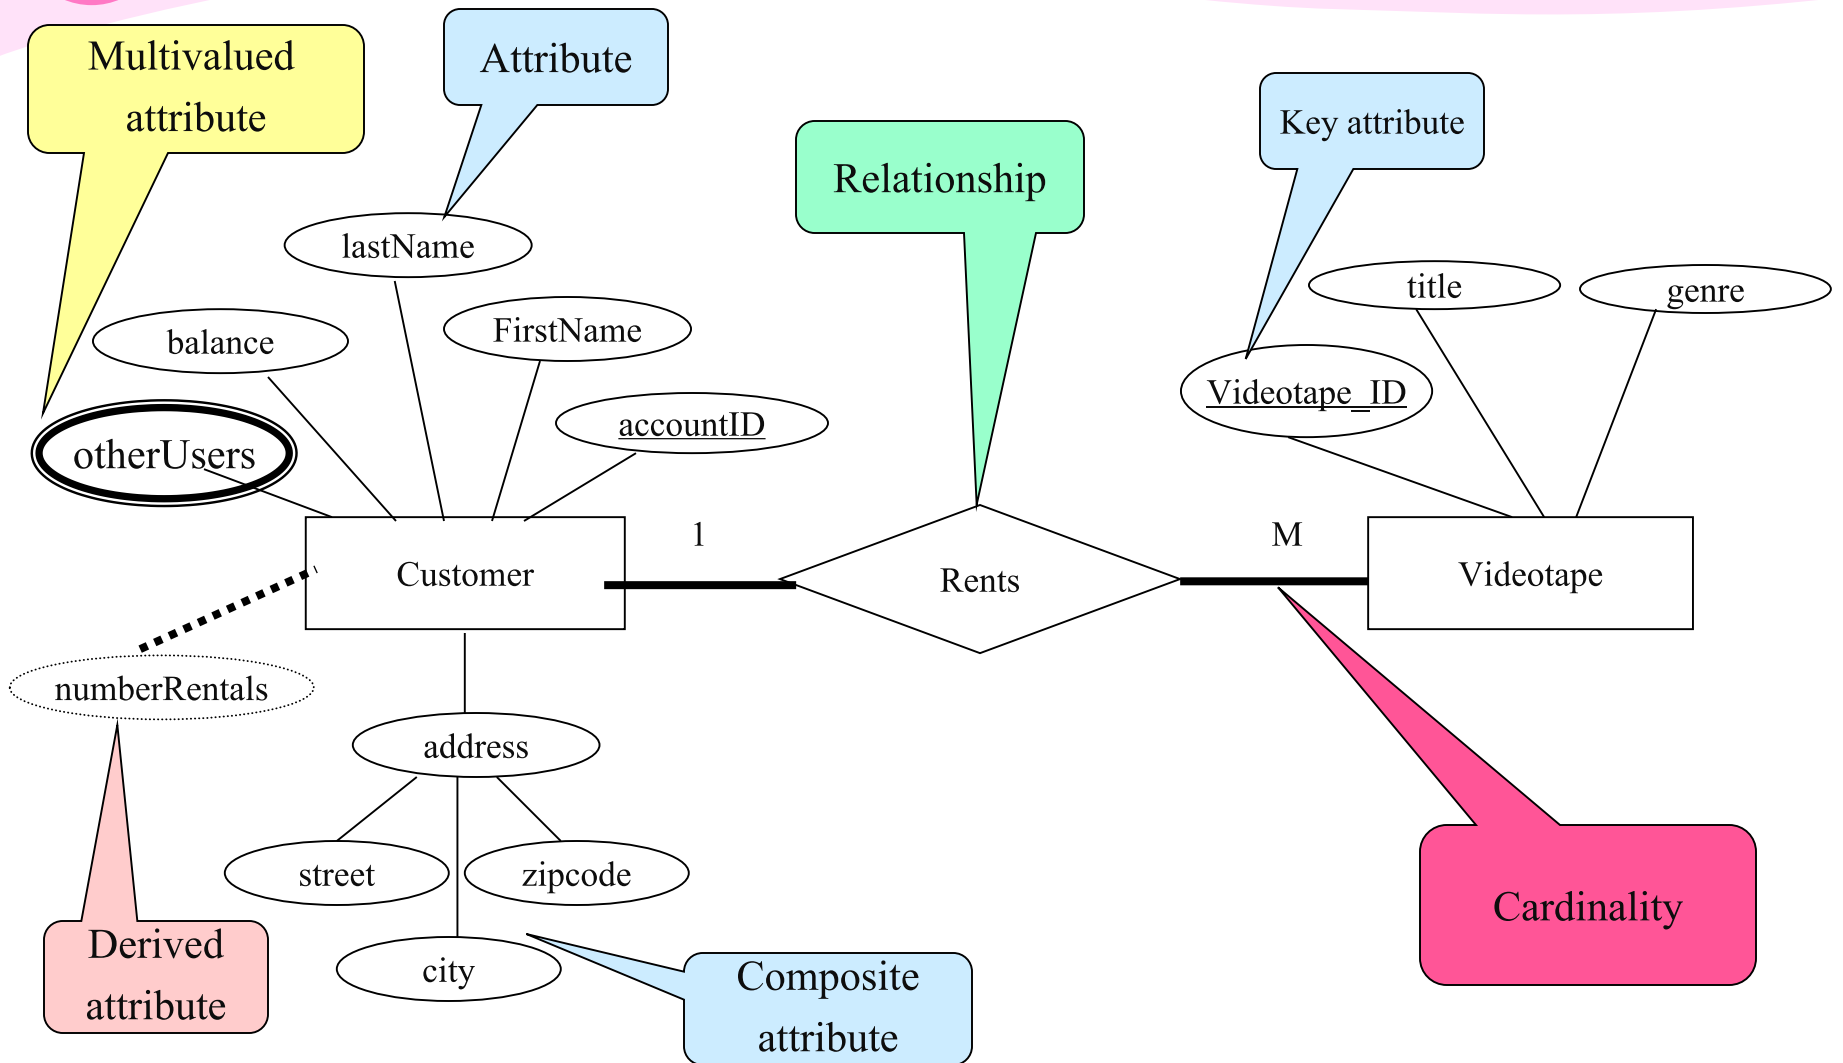 Multivalued
attribute
Attribute
Key attribute
Relationship
lastName
title
genre
FirstName
balance
Videotape_ID
accountID
otherUsers
1
M
Customer
Rents
Videotape
numberRentals
address
street
zipcode
Cardinality
Derived
attribute
city
Composite
attribute